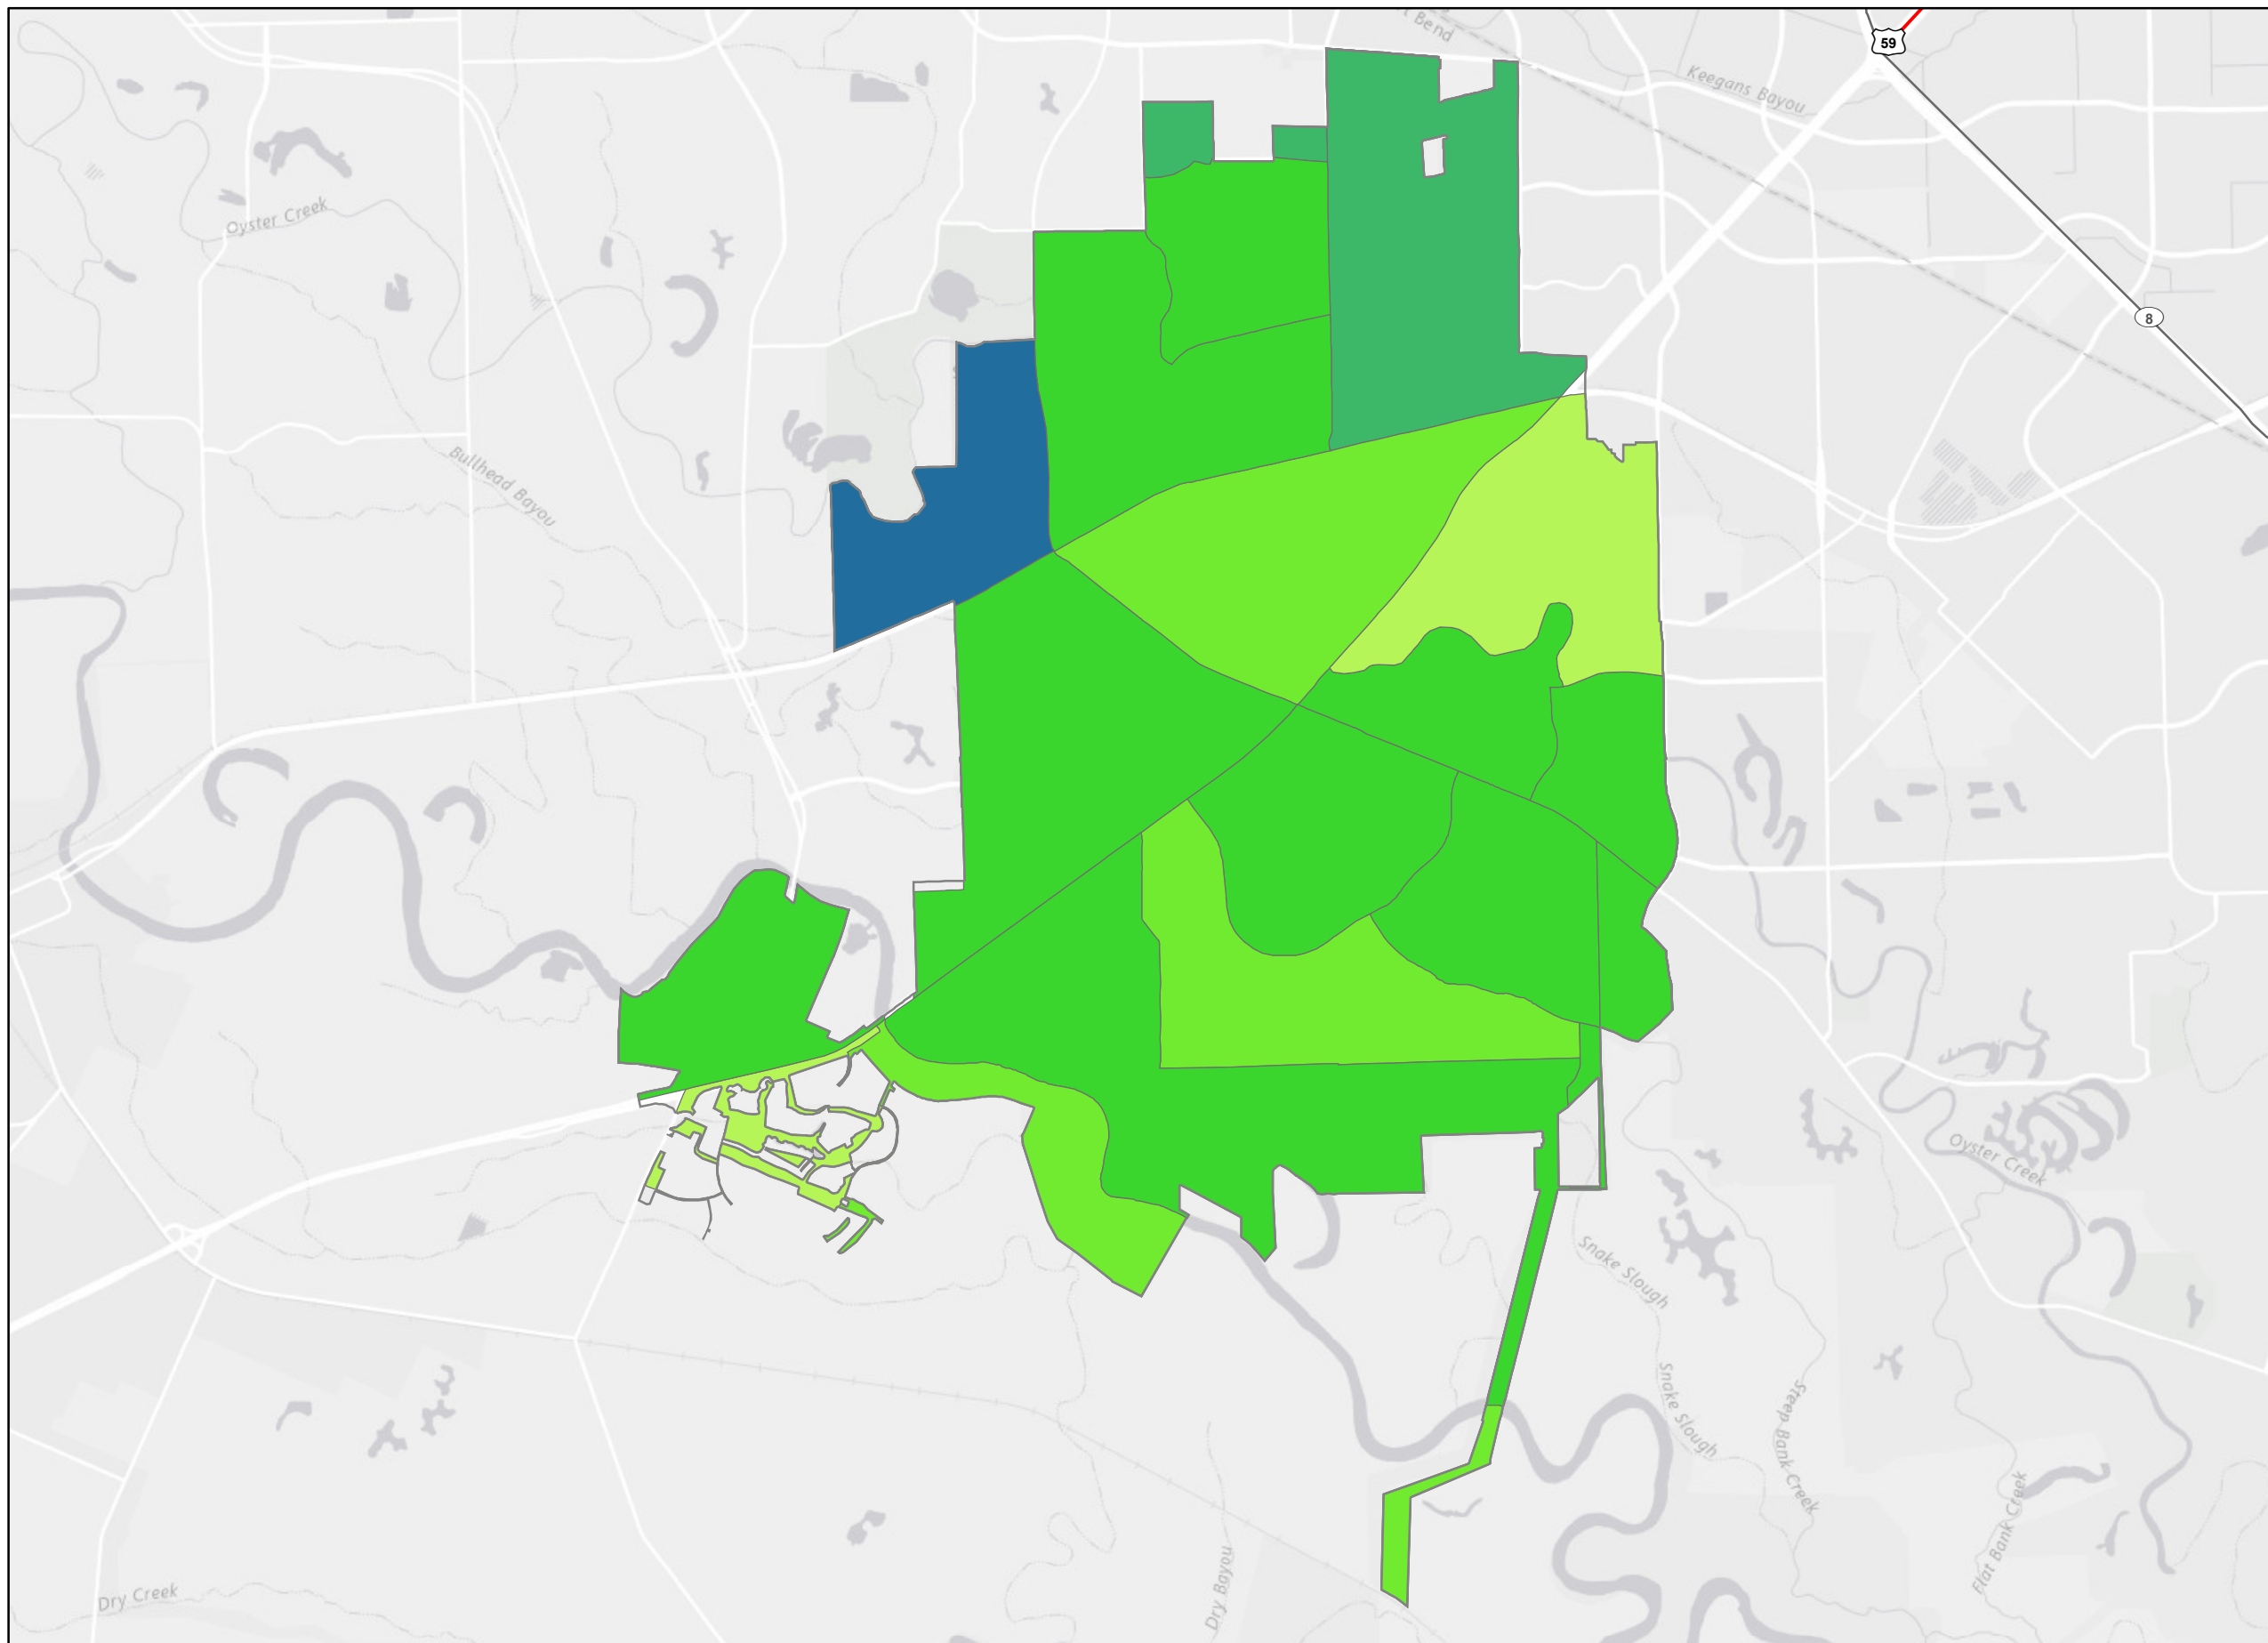 t Bend
59
Keegans Bayou
Oyster Creek
8
Bullhead Bayou
Oyster Creek
Snake Slough
Snake Slough
Steep Bank Creek
Flat Bank Creek
Dry Bayou
Dry Creek